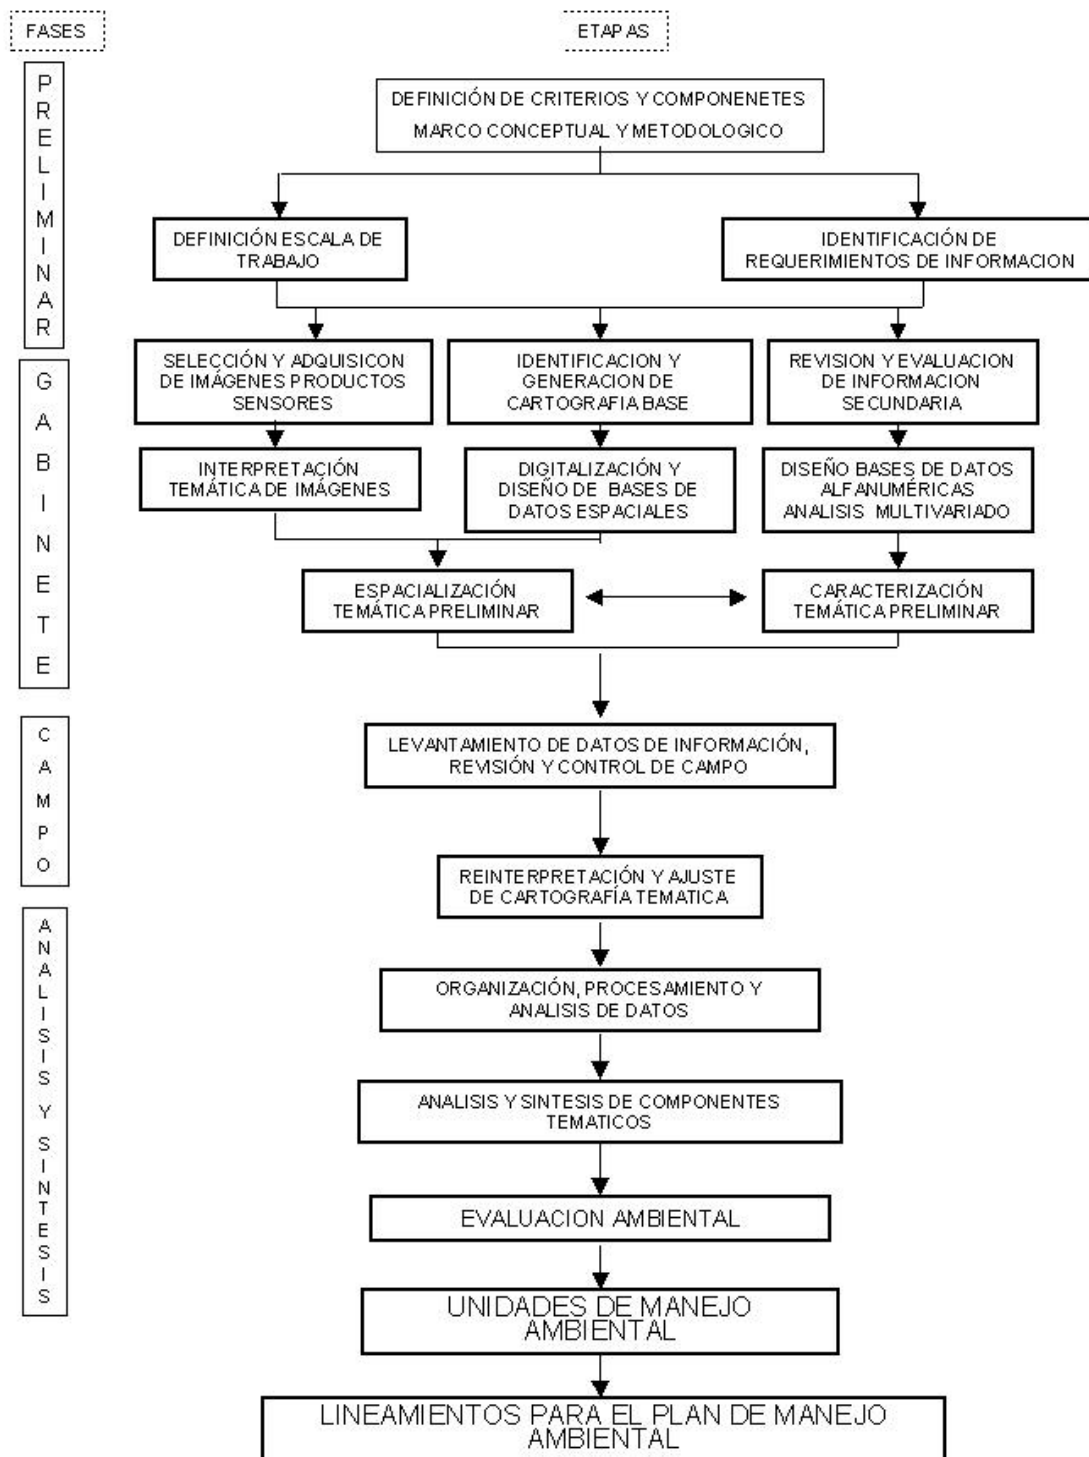 FASES
ETAPAS
PRELIMINAR
DEFINICIÓN DE CRITERIOS Y COMPONENETES
MARCO CONCEPTUAL Y METODOLOGICO
DEFINICIÓN ESCALA DE
TRABAJO
IDENTIFICACIÓN DE
REQUERIMIENTOS DE INFORMACION
GABINETE
SELECCIÓN Y ADQUISICON
DE IMÁGENES PRODUCTOS
SENSORES
IDENTIFICACION Y
GENERACION DE
CARTOGRAFIA BASE
REVISION Y EVALUACION
DE INFORMACION
SECUNDARIA
INTERPRETACIÓN
TEMÁTICA DE IMÁGENES
DIGITALIZACIÓN Y
DISEÑO DE BASES DE
DATOS ESPACIALES
DISEÑO BASES DE DATOS
ALFANUMÉRICAS
ANALISIS MULTIVARIADO
ESPACIALIZACIÓN
TEMÁTICA PRELIMINAR
CARACTERIZACIÓN
TEMÁTICA PRELIMINAR
CAMPO
LEVANTAMIENTO DE DATOS DE INFORMACIÓN,
REVISIÓN Y CONTROL DE CAMPO
REINTERPRETACIÓN Y AJUSTE
DE CARTOGRAFÍA TEMATICA
ANALISIS Y SINTESIS
ORGANIZACIÓN, PROCESAMIENTO Y
ANALISIS DE DATOS
ANALISIS Y SINTESIS DE COMPONENTES
TEMATICOS
EVALUACION AMBIENTAL
UNIDADES DE MANEJO
AMBIENTAL
LINEAMIENTOS PARA EL PLAN DE MANEJO
AMBIENTAL